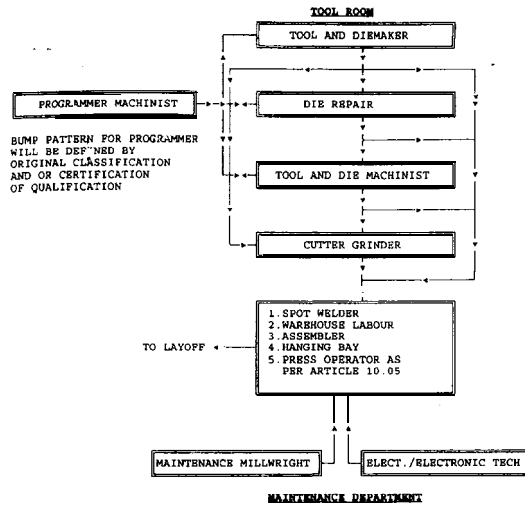 TOOL ROOM
TOOL AND DIEMAKER
PROGRAMMER MACHINIST
DIE REPAIR
BUMP PATTERN FOR PROGRAMMER
WILL BE DEFINED BY
ORIGINAL CLASSIFICATION
AND OR CERTIFICATION
OF QUALIFICATION
TOOL AND DIE MACHINIST
CUTTER GRINDER
1.SPOT WELDER
2.WAREHOUSE LABOUR
3.ASSEMBLER
4.HANGING BAY
5.PRESS OPERATOR AS
PER ARTICLE 10.05
TO LAYOFF
MAINTENANCE MILLWRIGHT
ELECT./ELECTRONIC TECH
MAINTENANCE DEPARTMENT